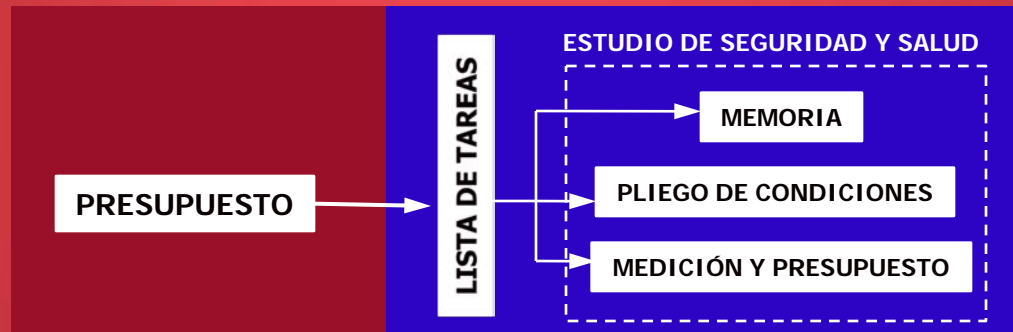 PRESUPUESTO
LISTA DE TAREAS
ESTUDIO DE SEGURIDAD Y SALUD
MEMORIA
PLIEGO DE CONDICIONES
MEDICIÓN Y PRESUPUESTO